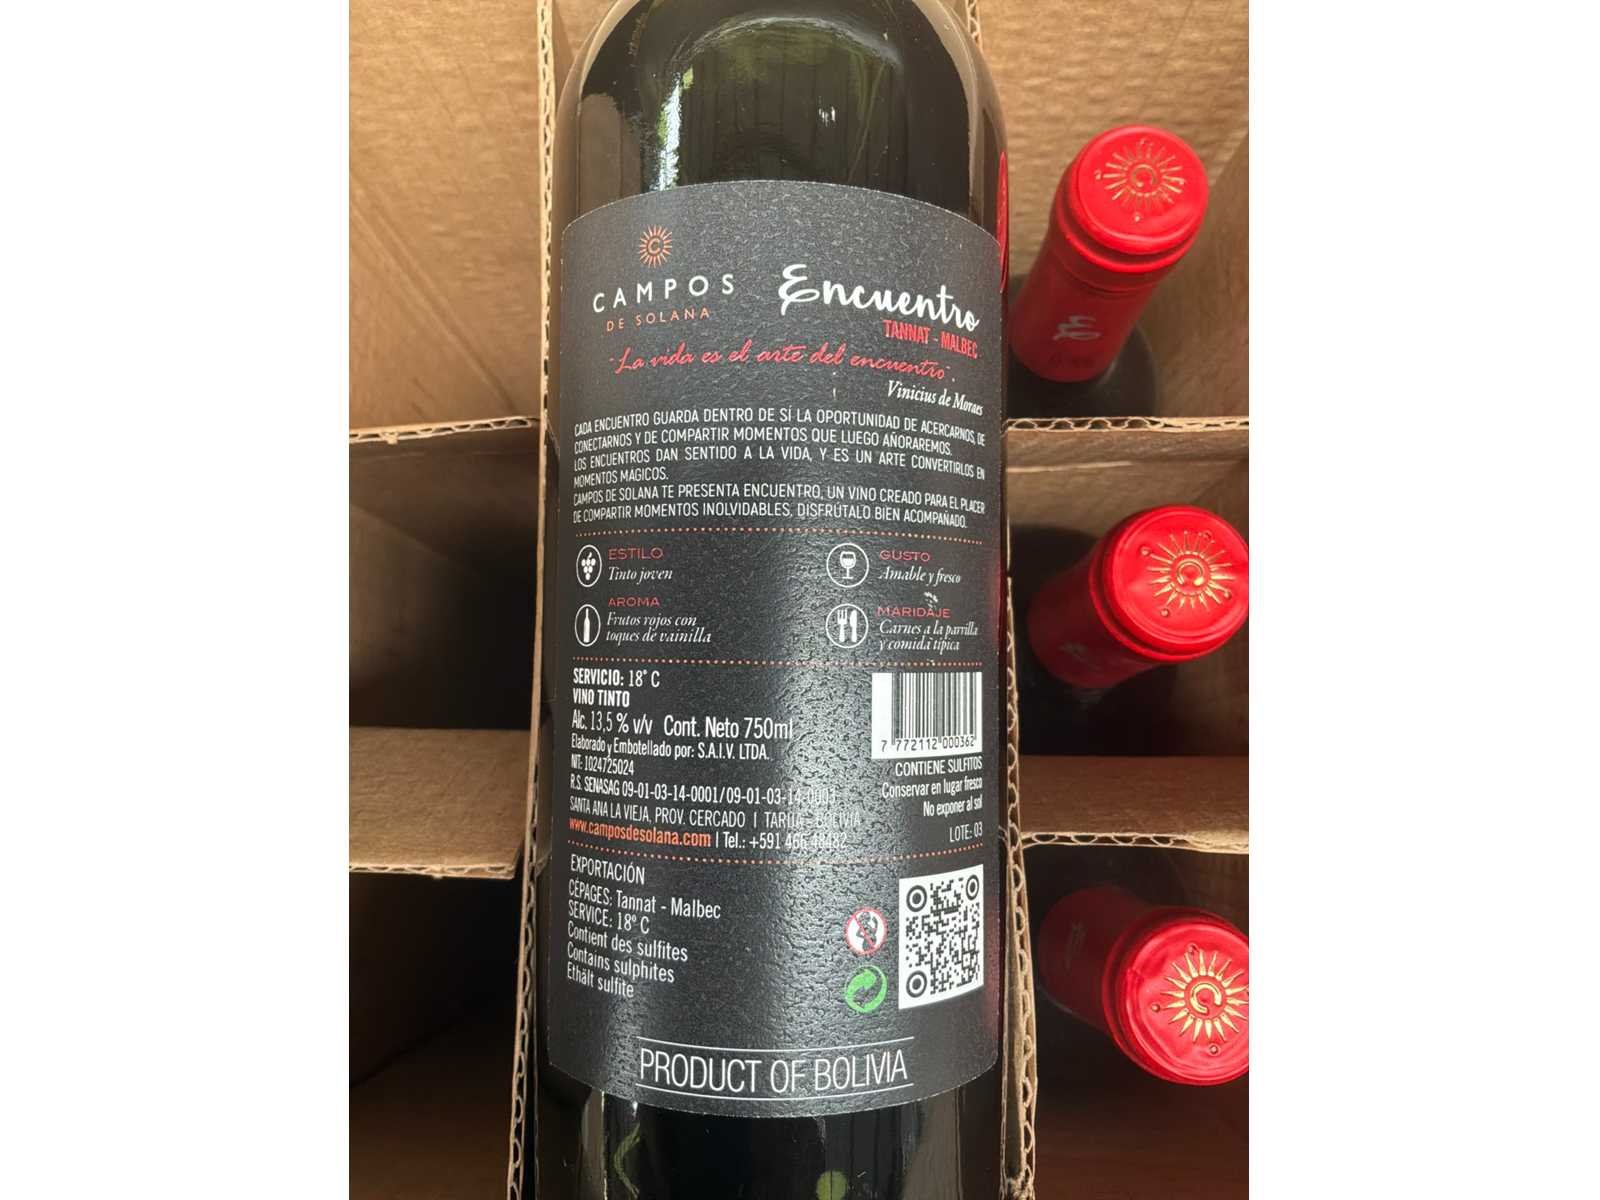 CAMPOS
DE SOLANA
Encuentro
TANNAT - MALBEC
"La vida es el arte del encuentro".
Vinicius de Moraes
CADA ENCUENTRO GUARDA DENTRO DE SÍ LA OPORTUNIDAD DE ACERCARNOS, DE
CONECTARNOS Y DE COMPARTIR MOMENTOS QUE LUEGO AÑORAREMOS.
LOS ENCUENTROS DAN SENTIDO A LA VIDA, Y ES UN ARTE CONVERTIRLOS EN
MOMENTOS MÁGICOS.
CAMPOS DE SOLANA TE PRESENTA ENCUENTRO, UN VINO CREADO PARA EL PLACER
DE COMPARTIR MOMENTOS INOLVIDABLES, DISFRÚTALO BIEN ACOMPAÑADO.
ESTILO
Tinto joven
GUSTO
Amable y fresco
AROMA
Frutos rojos con
toques de vainilla
MARIDAJE
Carnes a la parrilla
y comida típica
SERVICIO: 18° C
VINO TINTO
Alc. 13,5 % v/v Cont. Neto 750ml
Elaborado y Embotellado por: S.A.I.V. LTDA.
NIT: 1024725024
R.S. SENASAG 09-01-03-14-0001/09-01-03-14-0003
SANTA ANA LA VIEJA, PROV. CERCADO | TARIJA - BOLIVIA
www.camposdesolana.com | Tel.: +591 466 48482
7 772112 000362
CONTIENE SULFITOS
Conservar en lugar fresco
No exponer al sol
LOTE: 03
EXPORTACIÓN
CÉPAGES: Tannat - Malbec
SERVICE: 18° C
Contient des sulfites
Contains sulphites
Ethält sulfite
PRODUCT OF BOLIVIA